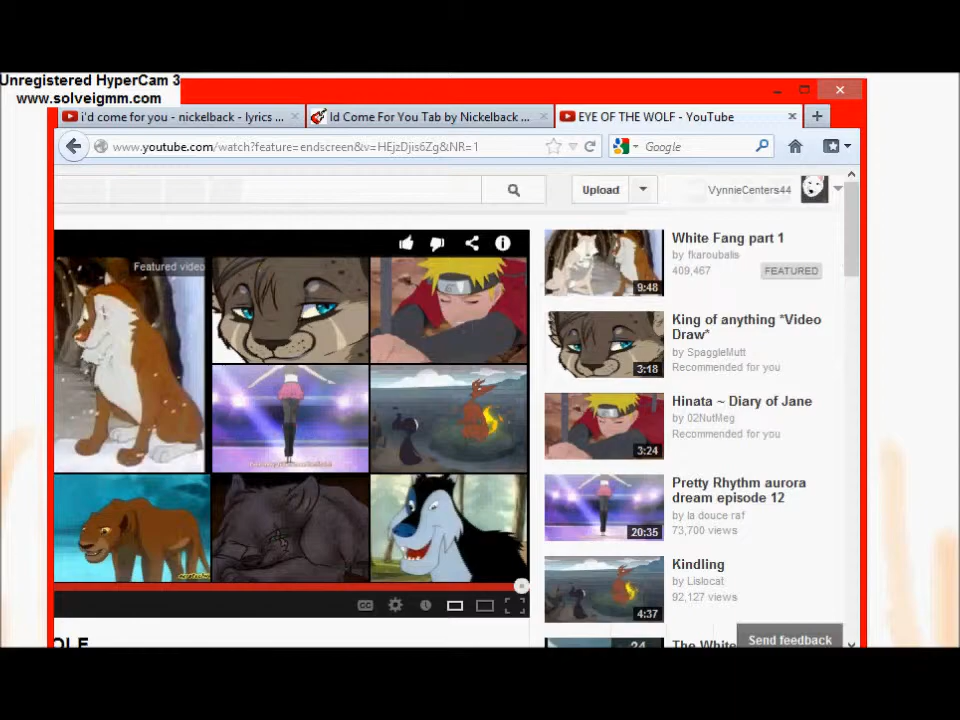 Unregistered HyperCam 3
www.solveigmm.com
i'd come for you - nickelback - lyrics ...
Id Come For You Tab by Nickelback ...
EYE OF THE WOLF - YouTube
www.youtube.com/watch?feature=endscreen&v=HEjzDjis6Zg&NR=1
Google
Upload
VynnieCenters44
Featured video
White Fang part 1
by fkaroubalis
409,467
FEATURED
9:48
King of anything *Video
Draw*
by SpaggleMutt
Recommended for you
3:18
Hinata ~ Diary of Jane
by 02NutMeg
Recommended for you
3:24
Pretty Rhythm aurora
dream episode 12
by la douce raf
73,700 views
20:35
Kindling
by Lislocat
92,127 views
4:37
CC
OLF
24
The White
Send feedback